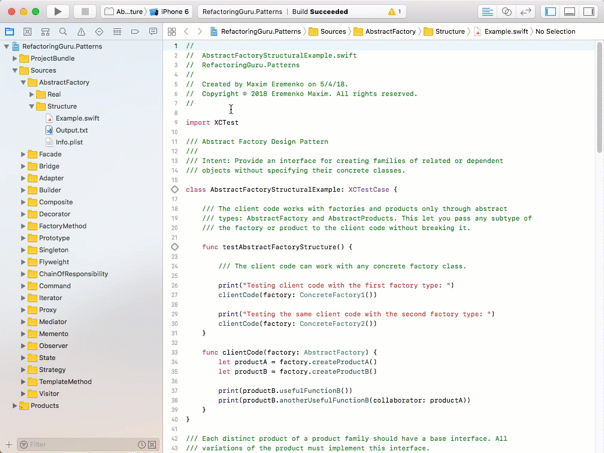 Ab...ture 〉 iPhone 6
RefactoringGuru.Patterns | Build Succeeded
1
RefactoringGuru.Patterns 〉 Sources 〉 AbstractFactory 〉 Structure 〉 Example.swift 〉 No Selection
RefactoringGuru.Patterns
ProjectBundle
Sources
AbstractFactory
Real
Structure
Example.swift
Output.txt
Info.plist
Facade
Bridge
Adapter
Builder
Composite
Decorator
FactoryMethod
Prototype
Singleton
Flyweight
ChainOfResponsibility
Command
Iterator
Proxy
Mediator
Memento
Observer
State
Strategy
TemplateMethod
Visitor
Products
Filter
1 //
2 //  AbstractFactoryStructuralExample.swift
3 //  RefactoringGuru.Patterns
4 //
5 //  Created by Maxim Eremenko on 5/4/18.
6 //  Copyright © 2018 Eremenko Maxim. All rights reserved.
7 //
8
9 import XCTest
10
11 /// Abstract Factory Design Pattern
12 ///
13 /// Intent: Provide an interface for creating families of related or dependent
14 /// objects without specifying their concrete classes.
15
class AbstractFactoryStructuralExample: XCTestCase {
17
18     /// The client code works with factories and products only through abstract
19     /// types: AbstractFactory and AbstractProducts. This let you pass any subtype of
20     /// the factory or product to the client code without breaking it.
21
    func testAbstractFactoryStructure() {
23
24         /// The client code can work with any concrete factory class.
25
26         print("Testing client code with the first factory type: ")
27         clientCode(factory: ConcreteFactory1())
28
29         print("Testing the same client code with the second factory type: ")
30         clientCode(factory: ConcreteFactory2())
31     }
32
33     func clientCode(factory: AbstractFactory) {
34         let productA = factory.createProductA()
35         let productB = factory.createProductB()
36
37         print(productB.usefulFunctionB())
38         print(productB.anotherUsefulFunctionB(collaborator: productA))
39     }
40 }
41
42 /// Each distinct product of a product family should have a base interface. All
43 /// variations of the product must implement this interface.